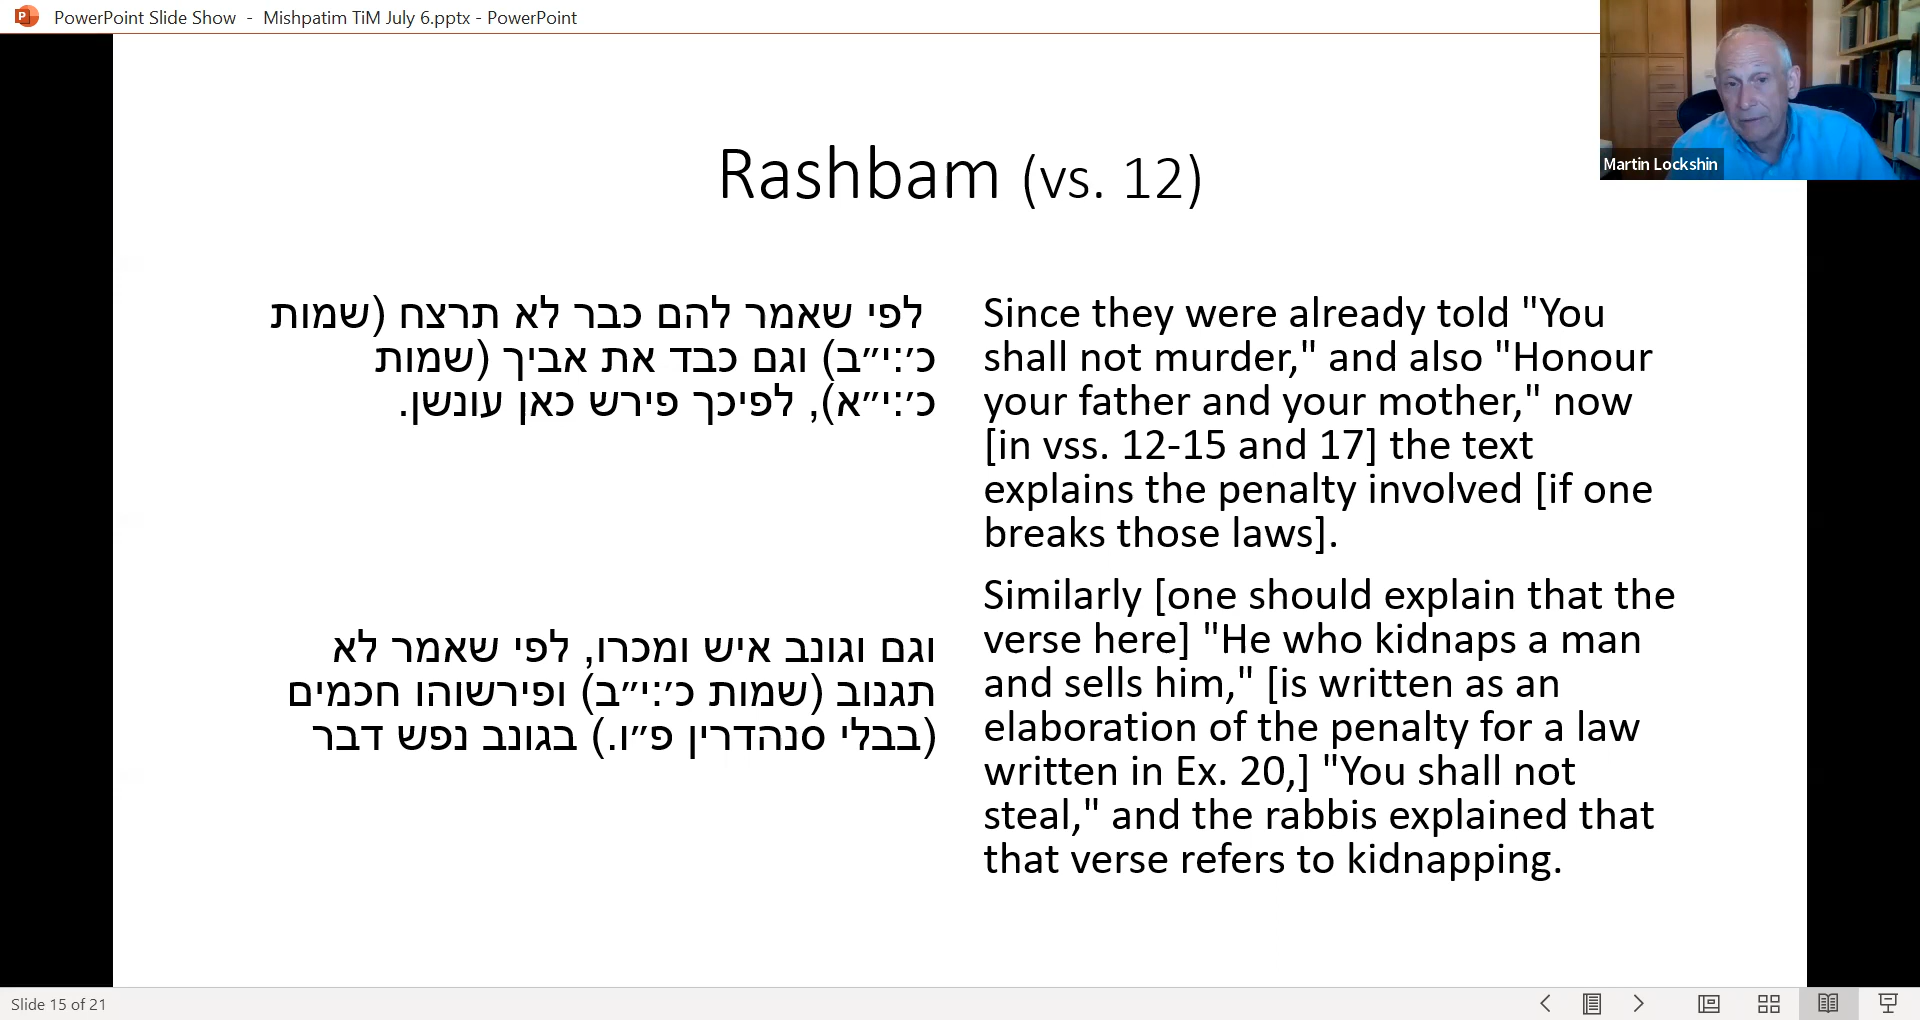 PowerPoint Slide Show - Mishpatim TiM July 6.pptx - PowerPoint
Martin Lockshin
Rashbam (vs. 12)
לפי שאמר להם כבר לא תרצח (שמות
כ׳:י״ב) וגם כבד את אביך (שמות
כ׳:י״א), לפיכך פירש כאן עונשן.
וגם וגונב איש ומכרו, לפי שאמר לא
תגנוב (שמות כ׳:י״ב) ופירשוהו חכמים
(בבלי סנהדרין פ״ו.) בגונב נפש דבר
Since they were already told "You
shall not murder," and also "Honour
your father and your mother," now
[in vss. 12-15 and 17] the text
explains the penalty involved [if one
breaks those laws].
Similarly [one should explain that the
verse here] "He who kidnaps a man
and sells him," [is written as an
elaboration of the penalty for a law
written in Ex. 20,] "You shall not
steal," and the rabbis explained that
that verse refers to kidnapping.
Slide 15 of 21